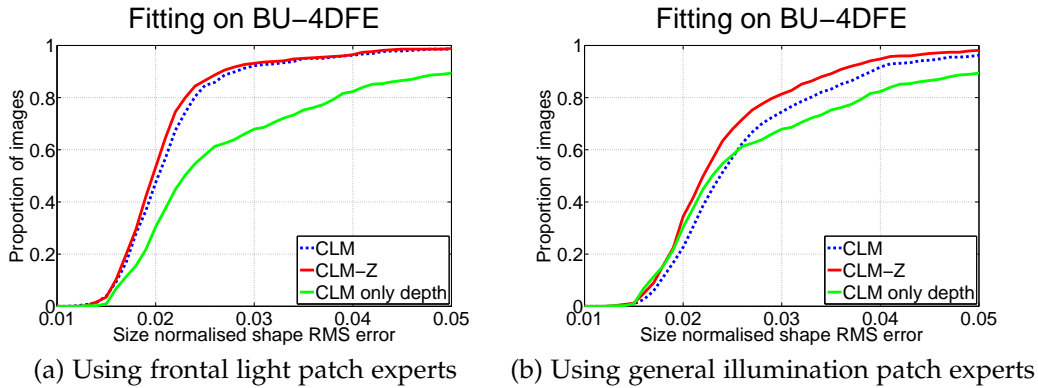 Fitting on BU−4DFE
1
0.8
0.6
0.4
0.2
0
Proportion of images
0.01
0.02
0.03
0.04
0.05
Size normalised shape RMS error
CLM
CLM−Z
CLM only depth
(a) Using frontal light patch experts
Fitting on BU−4DFE
1
0.8
0.6
0.4
0.2
0
Proportion of images
0.01
0.02
0.03
0.04
0.05
Size normalised shape RMS error
CLM
CLM−Z
CLM only depth
(b) Using general illumination patch experts